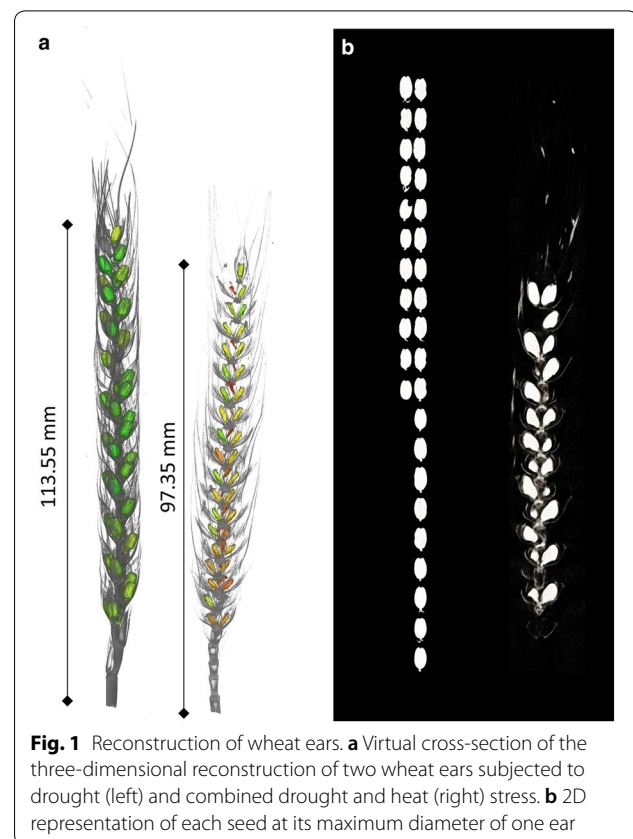 a
b
113.55 mm
97.35 mm
Fig. 1 Reconstruction of wheat ears. a Virtual cross-section of the
three-dimensional reconstruction of two wheat ears subjected to
drought (left) and combined drought and heat (right) stress. b 2D
representation of each seed at its maximum diameter of one ear